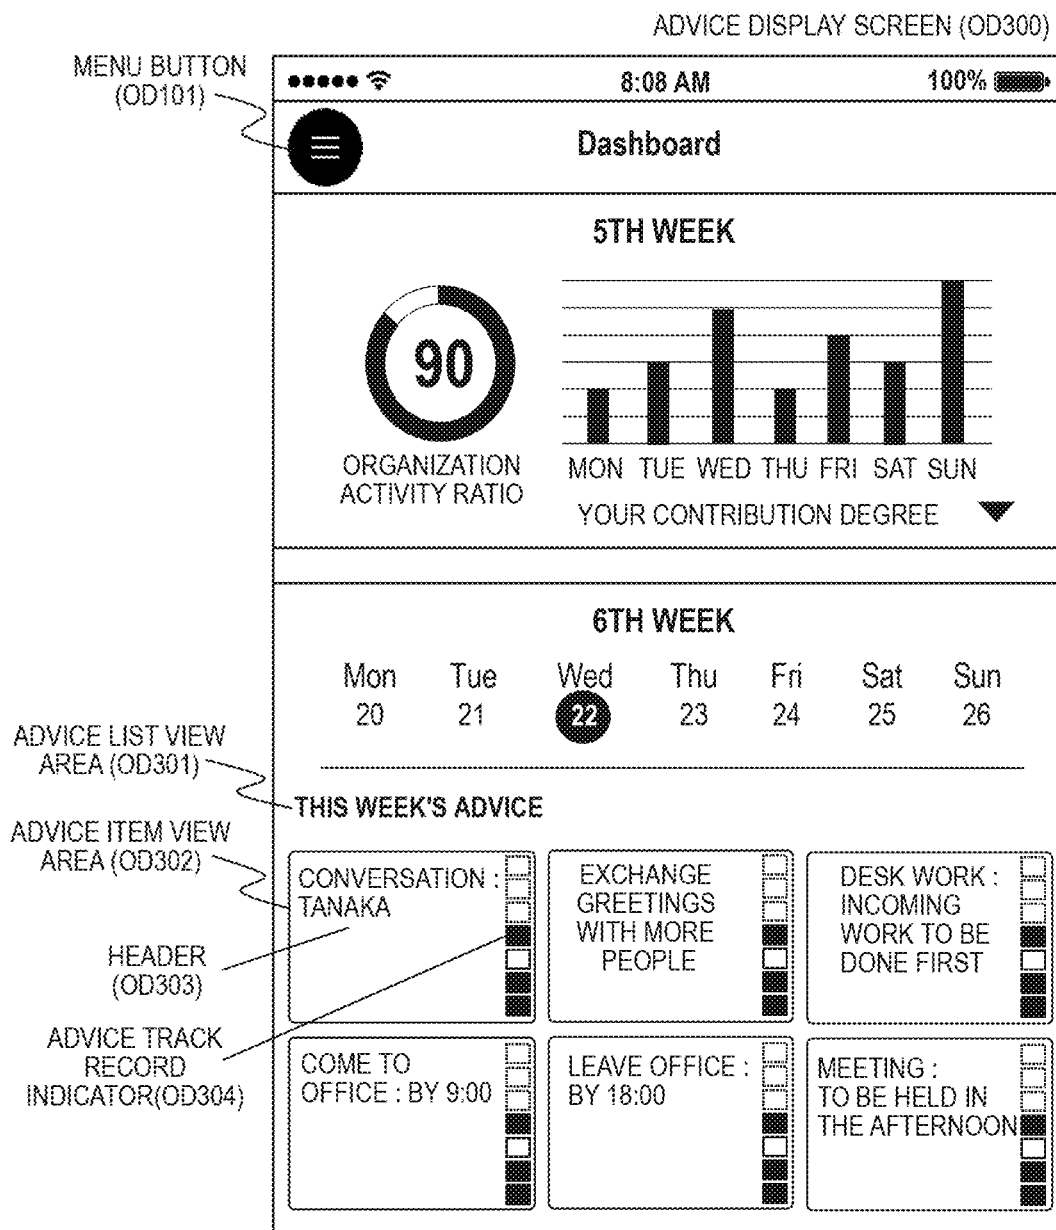 ADVICE DISPLAY SCREEN (OD300)
MENU BUTTON
(OD101)
8:08 AM
100%
Dashboard
5TH WEEK
90
ORGANIZATION
ACTIVITY RATIO
MON TUE WED THU FRI SAT SUN
YOUR CONTRIBUTION DEGREE
6TH WEEK
Mon Tue Wed Thu Fri Sat Sun
20 21 22 23 24 25 26
ADVICE LIST VIEW
AREA (OD301)
THIS WEEK'S ADVICE
ADVICE ITEM VIEW
AREA (OD302)
HEADER
(OD303)
ADVICE TRACK
RECORD
INDICATOR(OD304)
CONVERSATION :
TANAKA
EXCHANGE
GREETINGS
WITH MORE
PEOPLE
DESK WORK :
INCOMING
WORK TO BE
DONE FIRST
COME TO
OFFICE : BY 9:00
LEAVE OFFICE :
BY 18:00
MEETING :
TO BE HELD IN
THE AFTERNOON